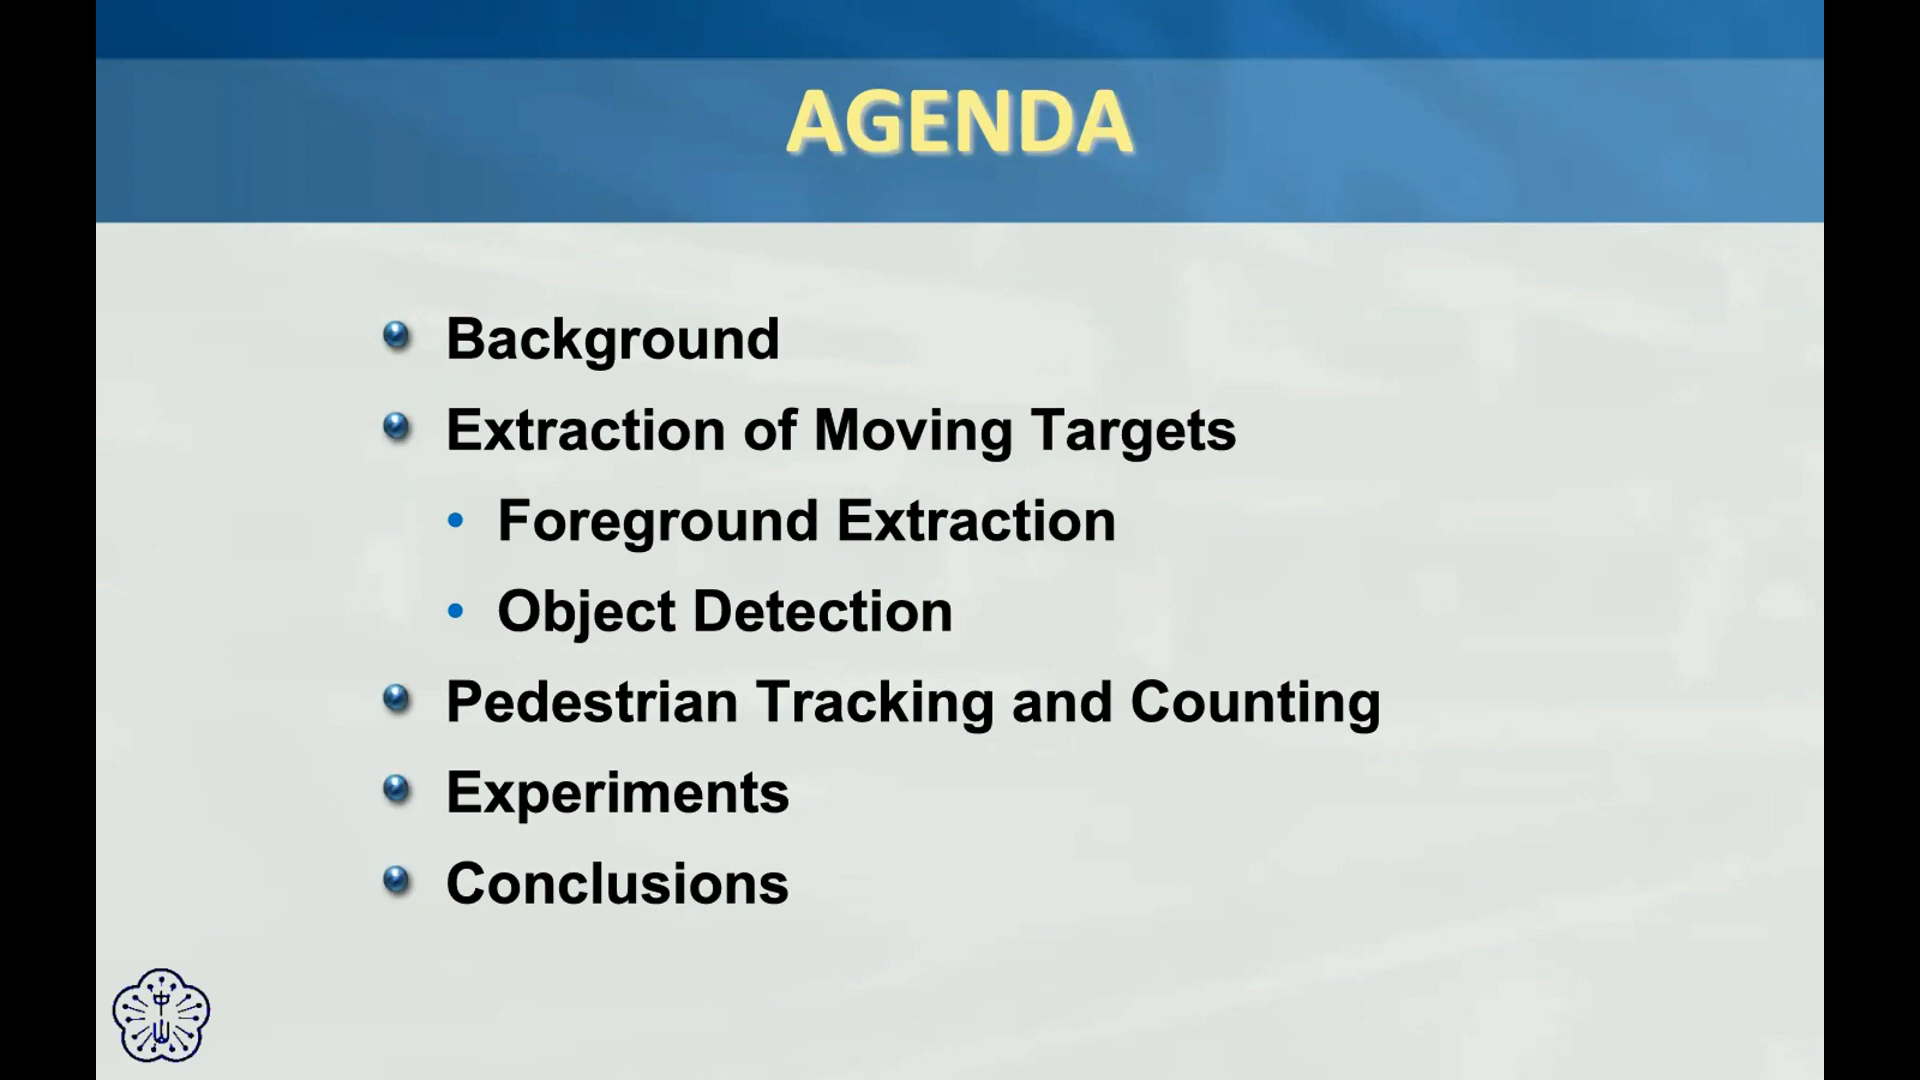 AGENDA
Background
Extraction of Moving Targets
Foreground Extraction
Object Detection
Pedestrian Tracking and Counting
Experiments
Conclusions